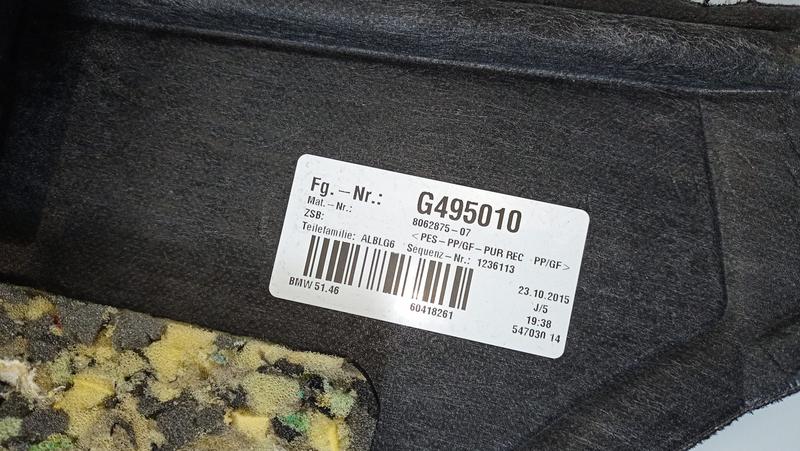 Fg.–Nr.: G495010
Mat.–Nr.: 8062875–07
ZSB: <PES–PP/GF–PUR REC PP/GF>
Teilefamilie: ALBLG6 Sequenz–Nr.: 1236113
BMW 51.46
60418261
23.10.2015
J/5
19:38
547030 14